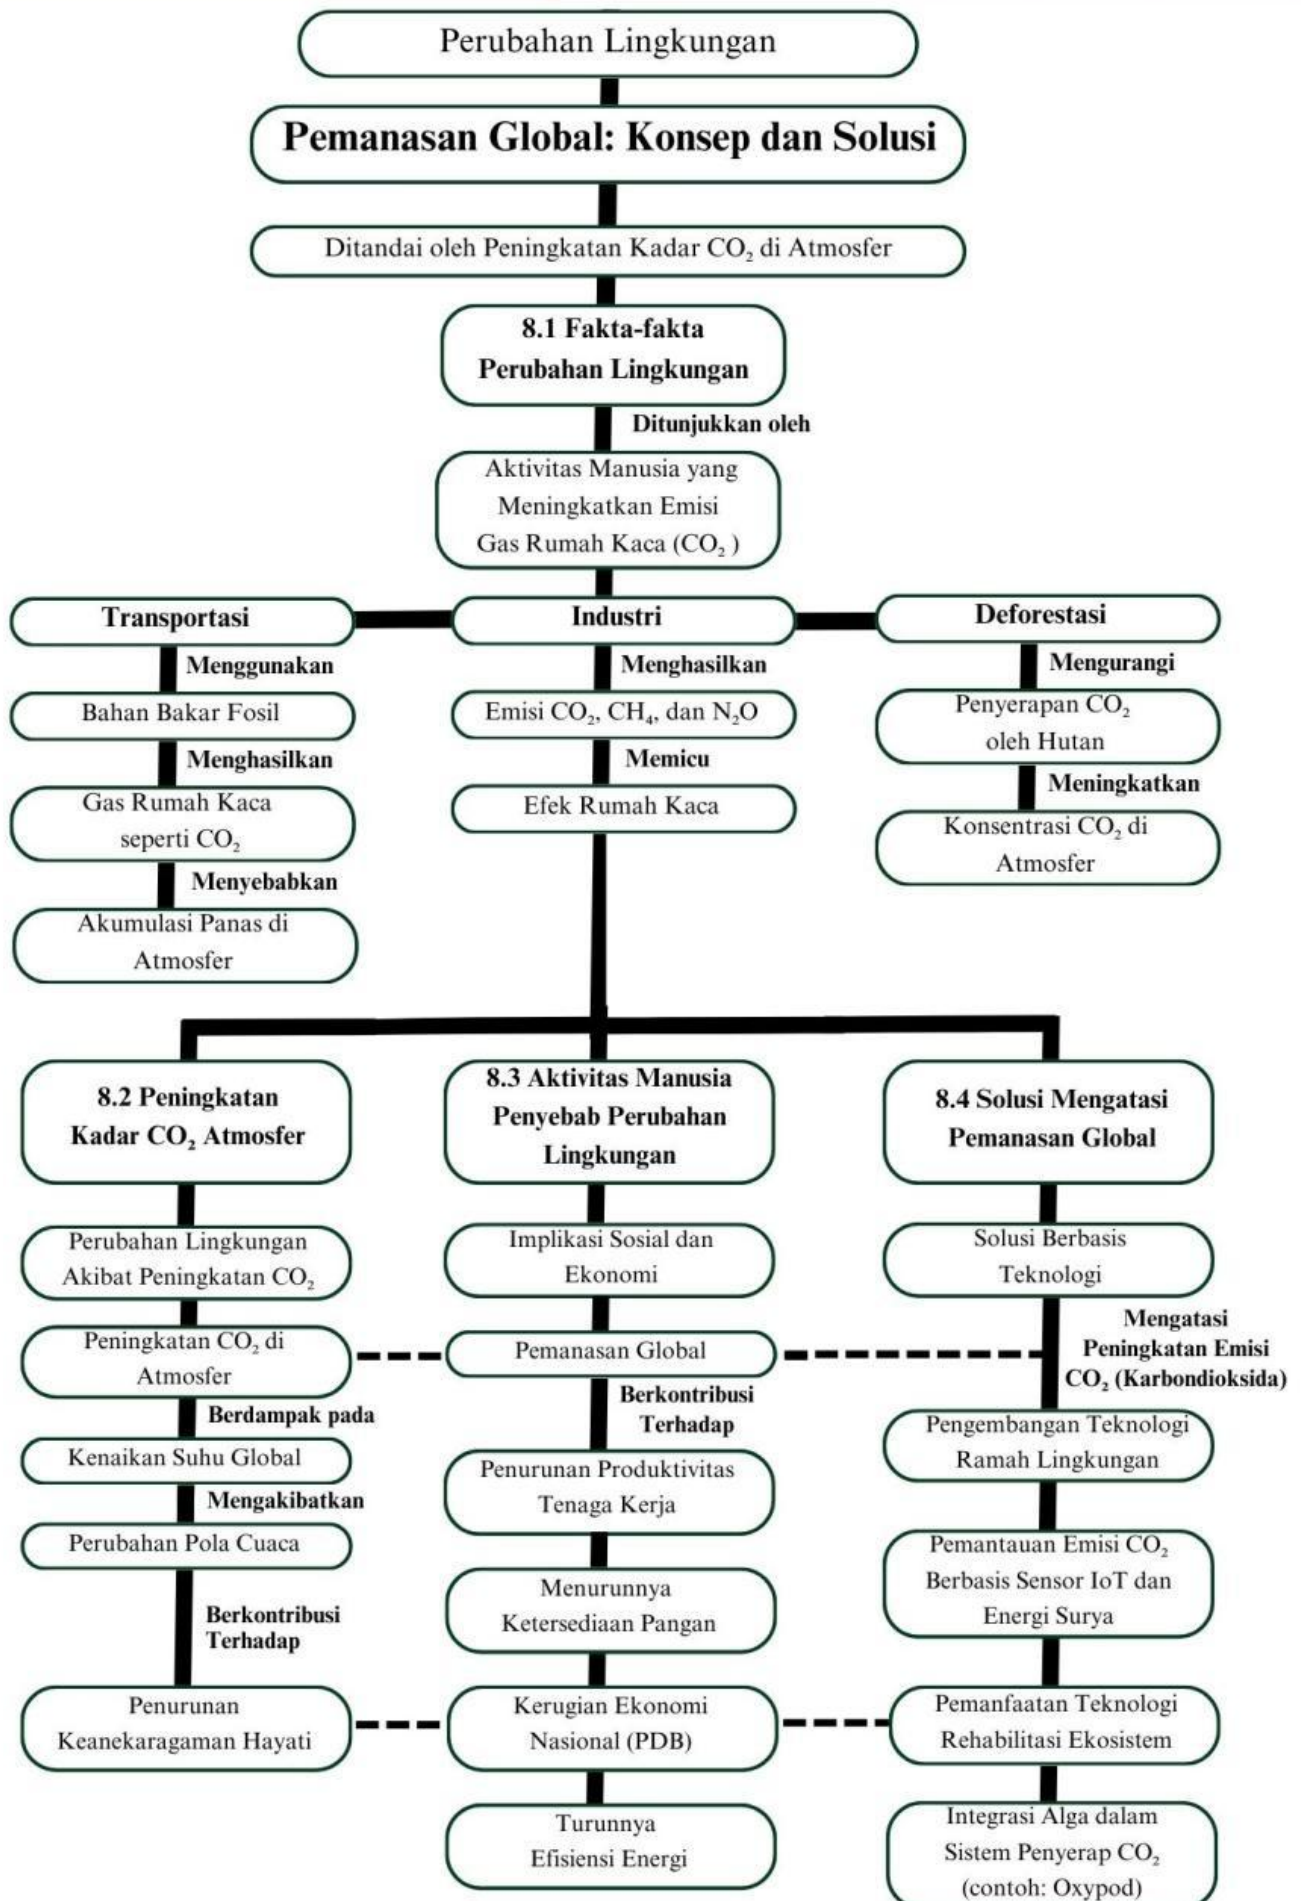 Perubahan Lingkungan
Pemanasan Global: Konsep dan Solusi
Ditandai oleh Peningkatan Kadar CO₂ di Atmosfer
8.1 Fakta-fakta
Perubahan Lingkungan
Ditunjukkan oleh
Aktivitas Manusia yang
Meningkatkan Emisi
Gas Rumah Kaca (CO₂ )
Transportasi
Menggunakan
Bahan Bakar Fosil
Menghasilkan
Gas Rumah Kaca
seperti CO₂
Menyebabkan
Akumulasi Panas di
Atmosfer
Industri
Menghasilkan
Emisi CO₂, CH₄, dan N₂O
Memicu
Efek Rumah Kaca
Deforestasi
Mengurangi
Penyerapan CO₂
oleh Hutan
Meningkatkan
Konsentrasi CO₂ di
Atmosfer
8.2 Peningkatan
Kadar CO₂ Atmosfer
Perubahan Lingkungan
Akibat Peningkatan CO₂
Peningkatan CO₂ di
Atmosfer
Berdampak pada
Kenaikan Suhu Global
Mengakibatkan
Perubahan Pola Cuaca
Berkontribusi
Terhadap
Penurunan
Keanekaragaman Hayati
8.3 Aktivitas Manusia
Penyebab Perubahan
Lingkungan
Implikasi Sosial dan
Ekonomi
Pemanasan Global
Berkontribusi
Terhadap
Penurunan Produktivitas
Tenaga Kerja
Menurunnya
Ketersediaan Pangan
Kerugian Ekonomi
Nasional (PDB)
Turunnya
Efisiensi Energi
8.4 Solusi Mengatasi
Pemanasan Global
Solusi Berbasis
Teknologi
Mengatasi
Peningkatan Emisi
CO₂ (Karbondioksida)
Pengembangan Teknologi
Ramah Lingkungan
Pemantauan Emisi CO₂
Berbasis Sensor IoT dan
Energi Surya
Pemanfaatan Teknologi
Rehabilitasi Ekosistem
Integrasi Alga dalam
Sistem Penyerap CO₂
(contoh: Oxypod)